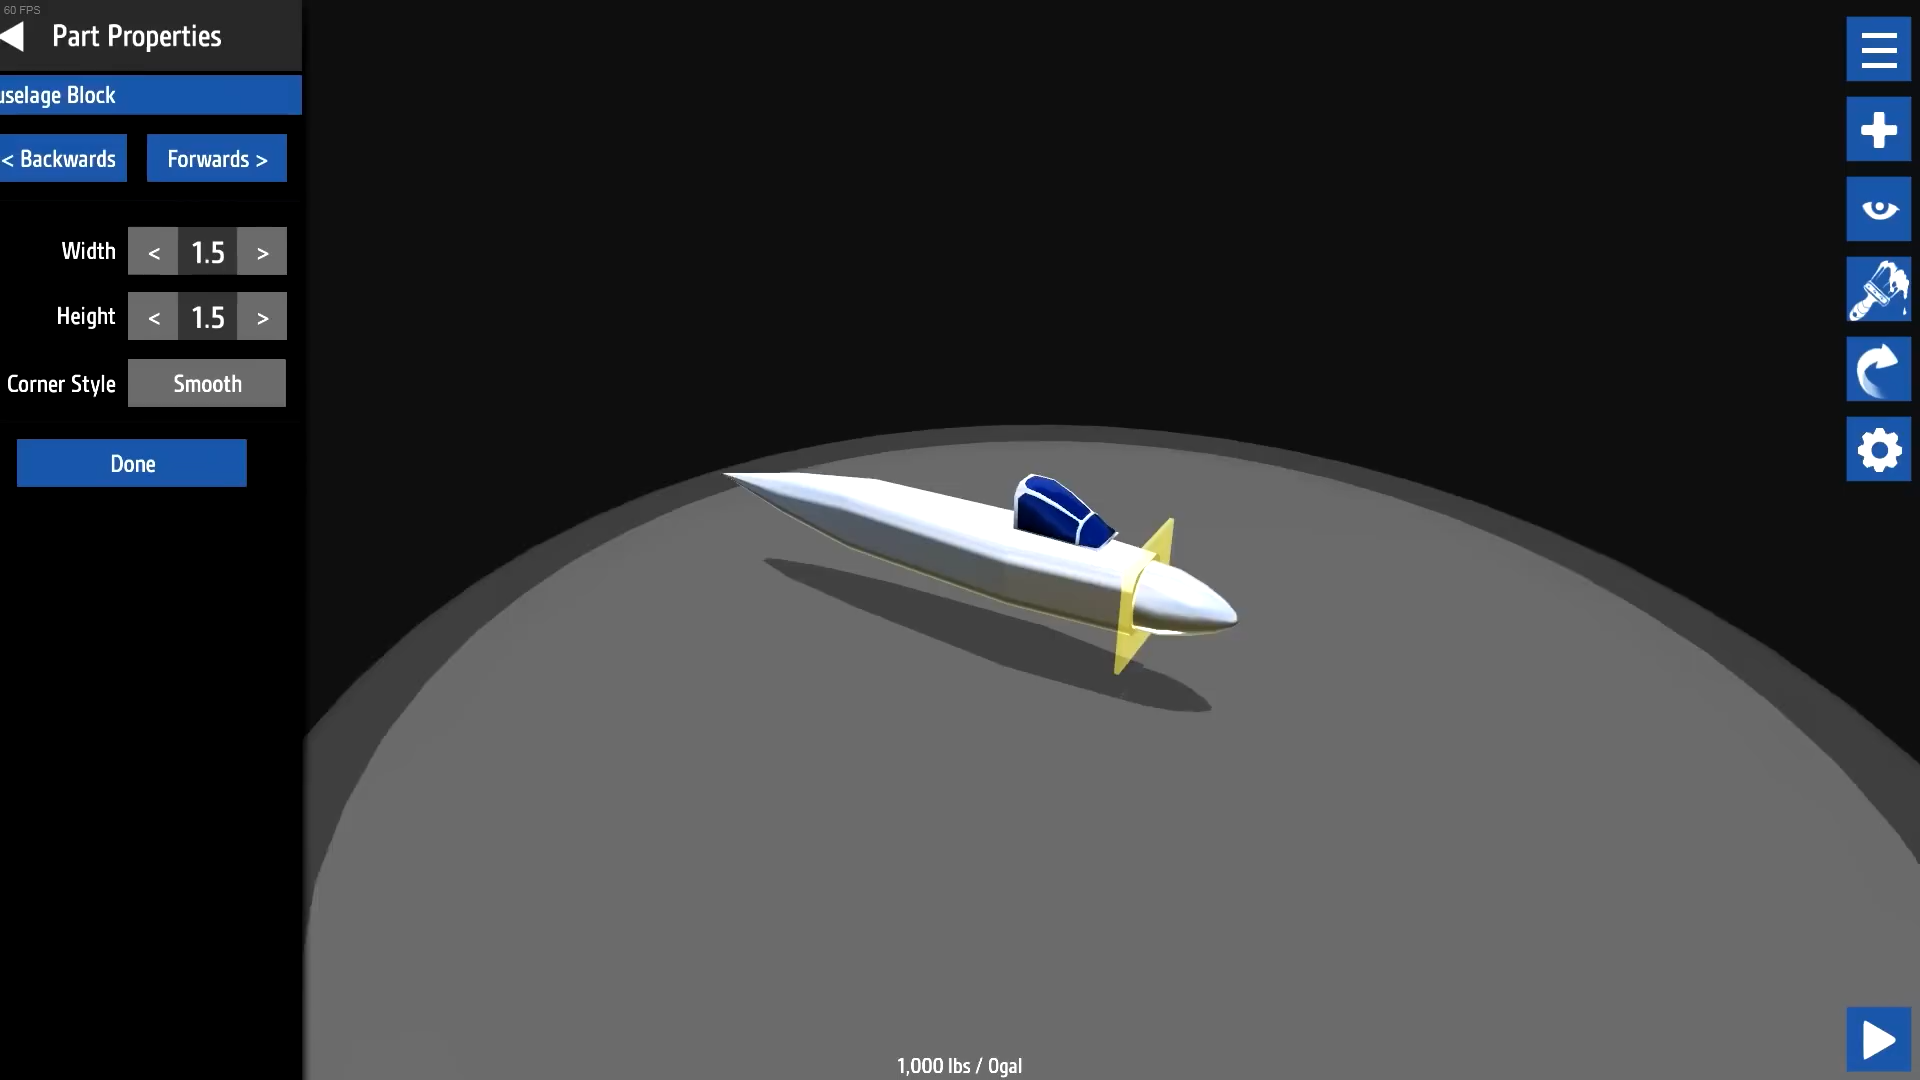 60 FPS
Part Properties
uselage Block
< Backwards
Forwards >
Width < 1.5 >
Height < 1.5 >
Corner Style Smooth
Done
1,000 lbs / 0gal